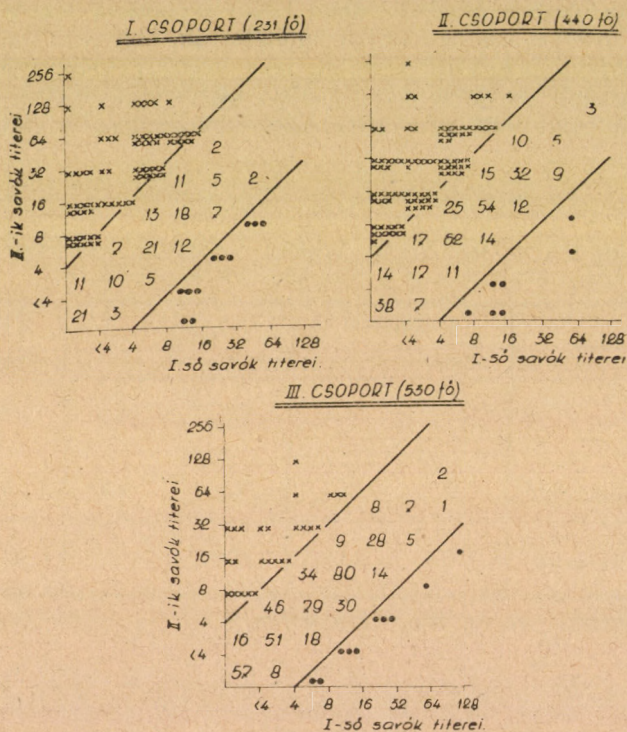 I. CSOPORT (231 fő)
256
128
64
32
16
8
4
<4
II.-ik savók titerei
2
11 5 2
13 18 7
7 21 12
11 10 5
21 3
<4 4 8 16 32 64 128
I.ső savók titerei.
II. CSOPORT (440 fő)
3
10 5
15 32 9
25 54 12
17 62 14
14 17 11
38 7
<4 4 8 16 32 64 128
I-ső savók titerei
III. CSOPORT (550 fő)
256
128
64
32
16
8
4
<4
II-ik savók titerei
2
8 7 1
9 28 5
34 80 14
46 79 30
16 51 18
57 8
<4 4 8 16 32 64 128
I-ső savók titerei.